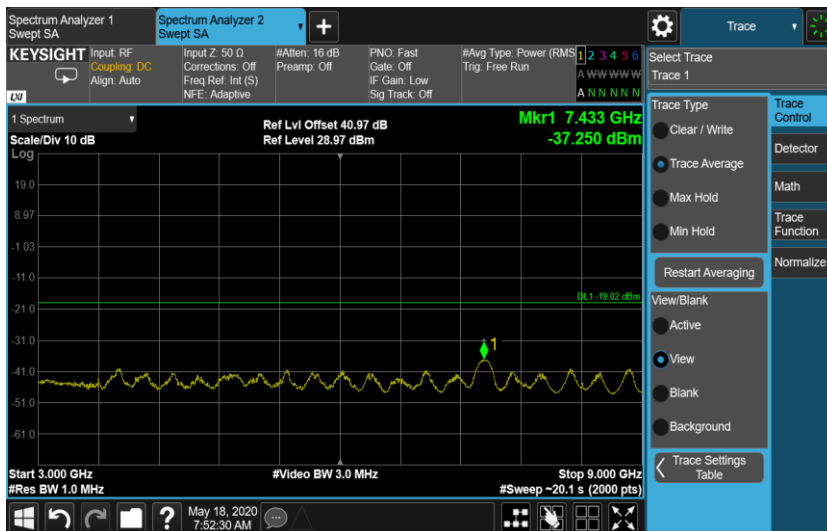 Spectrum Analyzer 1
Swept SA
Spectrum Analyzer 2
Swept SA
+
Trace
KEYSIGHT
Input: RF
Coupling: DC
Align: Auto
LXI
Input Z: 50 Ω
Corrections: Off
Freq Ref: Int (S)
NFE: Adaptive
#Atten: 16 dB
Preamp: Off
PNO: Fast
Gate: Off
IF Gain: Low
Sig Track: Off
#Avg Type: Power (RMS
Trig: Free Run
1 2 3 4 5 6
A W W W W W
A N N N N N
Select Trace
Trace 1
1 Spectrum
Scale/Div 10 dB
Log
Ref Lvl Offset 40.97 dB
Ref Level 28.97 dBm
Mkr1 7.433 GHz
-37.250 dBm
19.0
8.97
-1.03
-11.0
-21.0
-31.0
-41.0
-51.0
-61.0
DL1 -19.02 dBm
1
Start 3.000 GHz
#Res BW 1.0 MHz
#Video BW 3.0 MHz
Stop 9.000 GHz
#Sweep ~20.1 s (2000 pts)
Trace Type
Clear / Write
Trace Average
Max Hold
Min Hold
Restart Averaging
View/Blank
Active
View
Blank
Background
Trace Settings
Table
Trace
Control
Detector
Math
Trace
Function
Normalize
?
May 18, 2020
7:52:30 AM